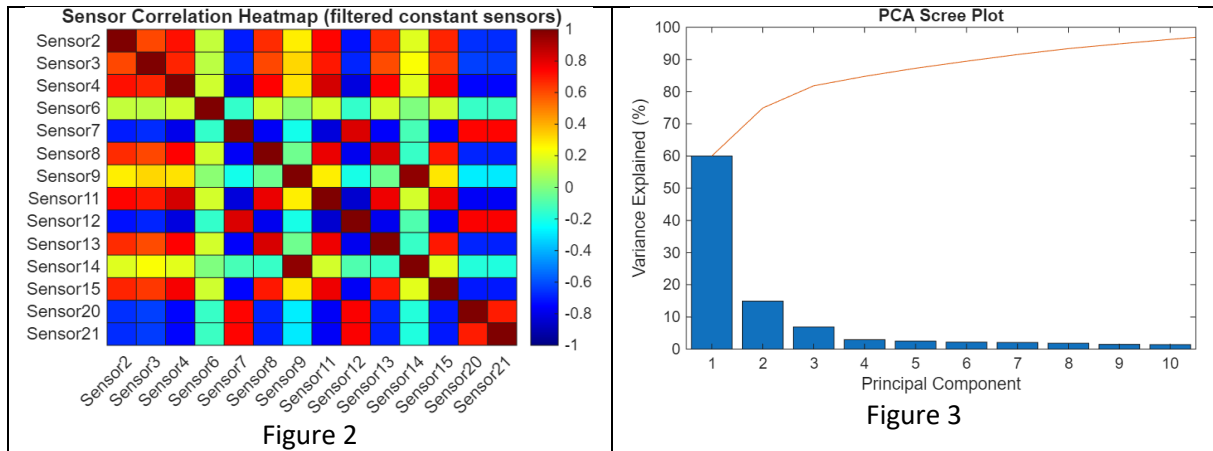 Sensor Correlation Heatmap (filtered constant sensors)
Sensor2
Sensor3
Sensor4
Sensor6
Sensor7
Sensor8
Sensor9
Sensor11
Sensor12
Sensor13
Sensor14
Sensor15
Sensor20
Sensor21
1
0.8
0.6
0.4
0.2
0
-0.2
-0.4
-0.6
-0.8
-1
Sensor2 Sensor3 Sensor4 Sensor6 Sensor7 Sensor8 Sensor9 Sensor11 Sensor12 Sensor13 Sensor14 Sensor15 Sensor20 Sensor21
Figure 2
PCA Scree Plot
Variance Explained (%)
100
90
80
70
60
50
40
30
20
10
0
1 2 3 4 5 6 7 8 9 10
Principal Component
Figure 3